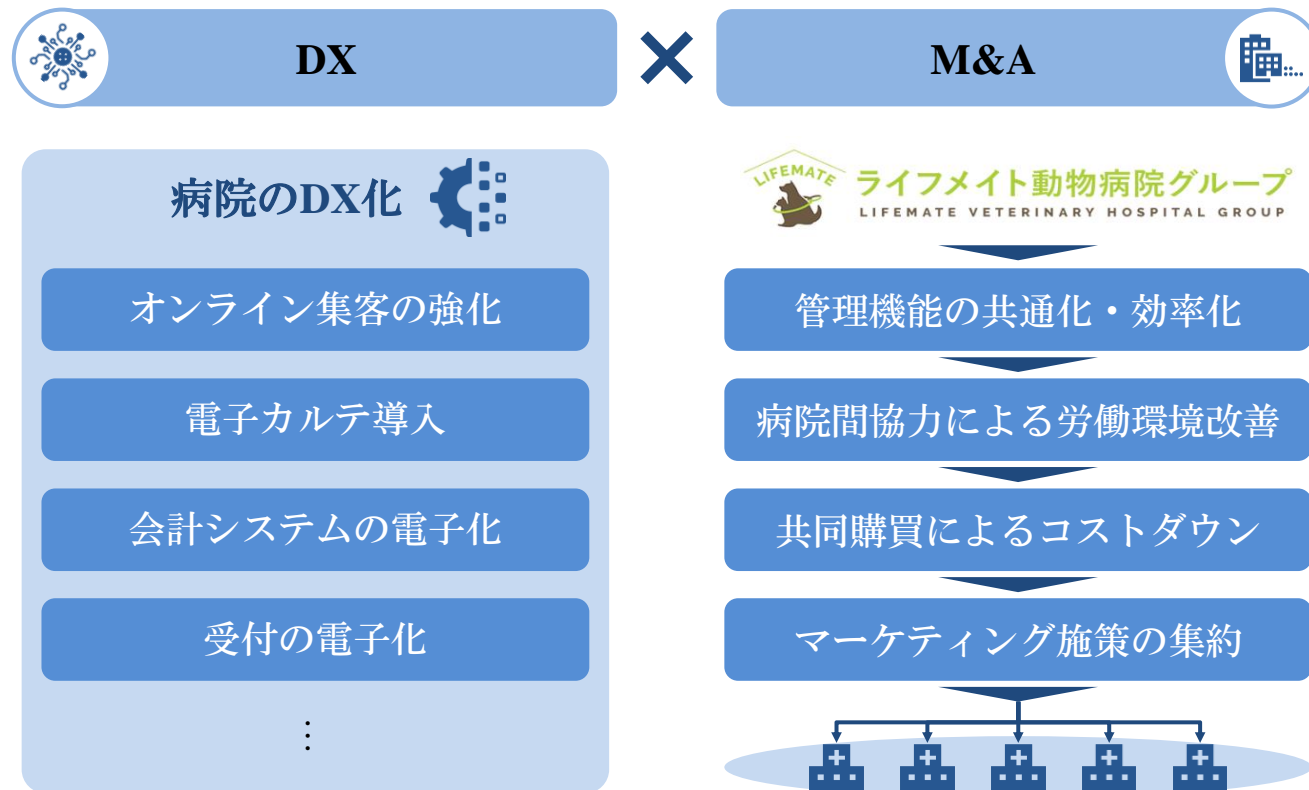 DX
×
M&A
病院のDX化
オンライン集客の強化
電子カルテ導入
会計システムの電子化
受付の電子化
⋮
LIFEMATE
ライフメイト動物病院グループ
LIFEMATE VETERINARY HOSPITAL GROUP
管理機能の共通化・効率化
病院間協力による労働環境改善
共同購買によるコストダウン
マーケティング施策の集約